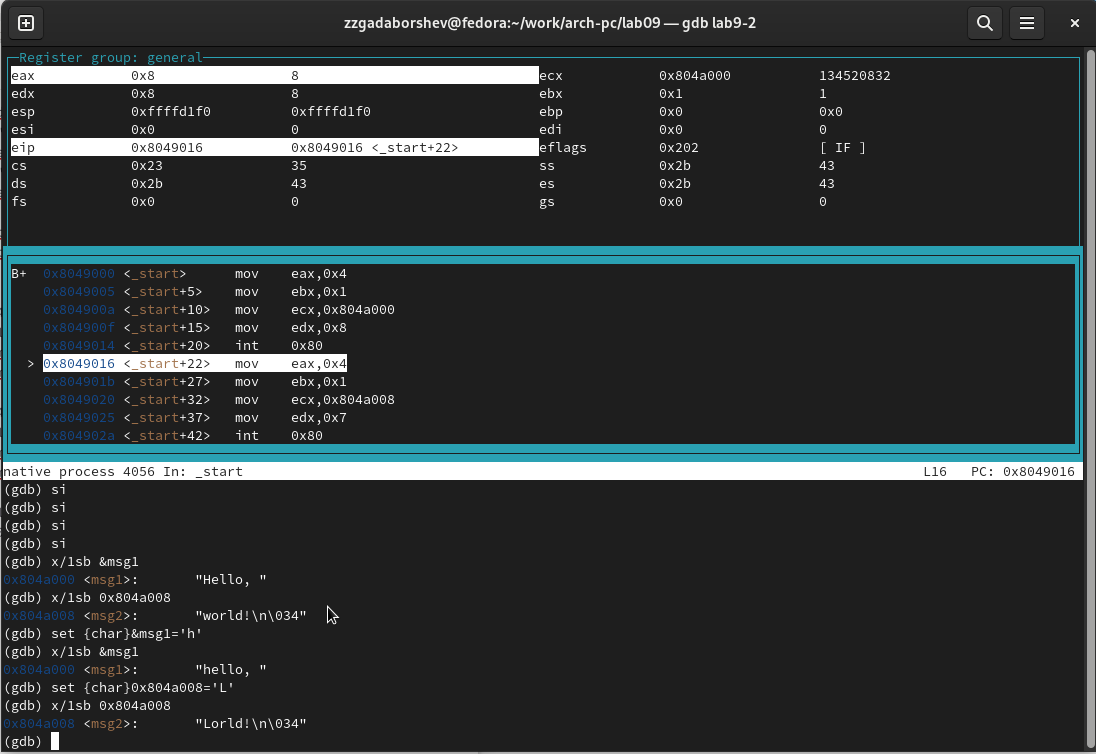 zzgadaborshev@fedora:~/work/arch-pc/lab09 — gdb lab9-2
Register group: general
eax 0x8 8 ecx 0x804a000 134520832
edx 0x8 8 ebx 0x1 1
esp 0xffffd1f0 0xffffd1f0 ebp 0x0 0x0
esi 0x0 0 edi 0x0 0
eip 0x8049016 0x8049016 <_start+22> eflags 0x202 [ IF ]
cs 0x23 35 ss 0x2b 43
ds 0x2b 43 es 0x2b 43
fs 0x0 0 gs 0x0 0
B+ 0x8049000 <_start> mov eax,0x4
0x8049005 <_start+5> mov ebx,0x1
0x804900a <_start+10> mov ecx,0x804a000
0x804900f <_start+15> mov edx,0x8
0x8049014 <_start+20> int 0x80
> 0x8049016 <_start+22> mov eax,0x4
0x804901b <_start+27> mov ebx,0x1
0x8049020 <_start+32> mov ecx,0x804a008
0x8049025 <_start+37> mov edx,0x7
0x804902a <_start+42> int 0x80
native process 4056 In: _start L16 PC: 0x8049016
(gdb) si
(gdb) si
(gdb) si
(gdb) si
(gdb) x/1sb &msg1
0x804a000 <msg1>: "Hello, "
(gdb) x/1sb 0x804a008
0x804a008 <msg2>: "world!\n\034"
(gdb) set {char}&msg1='h'
(gdb) x/1sb &msg1
0x804a000 <msg1>: "hello, "
(gdb) set {char}0x804a008='L'
(gdb) x/1sb 0x804a008
0x804a008 <msg2>: "Lorld!\n\034"
(gdb)